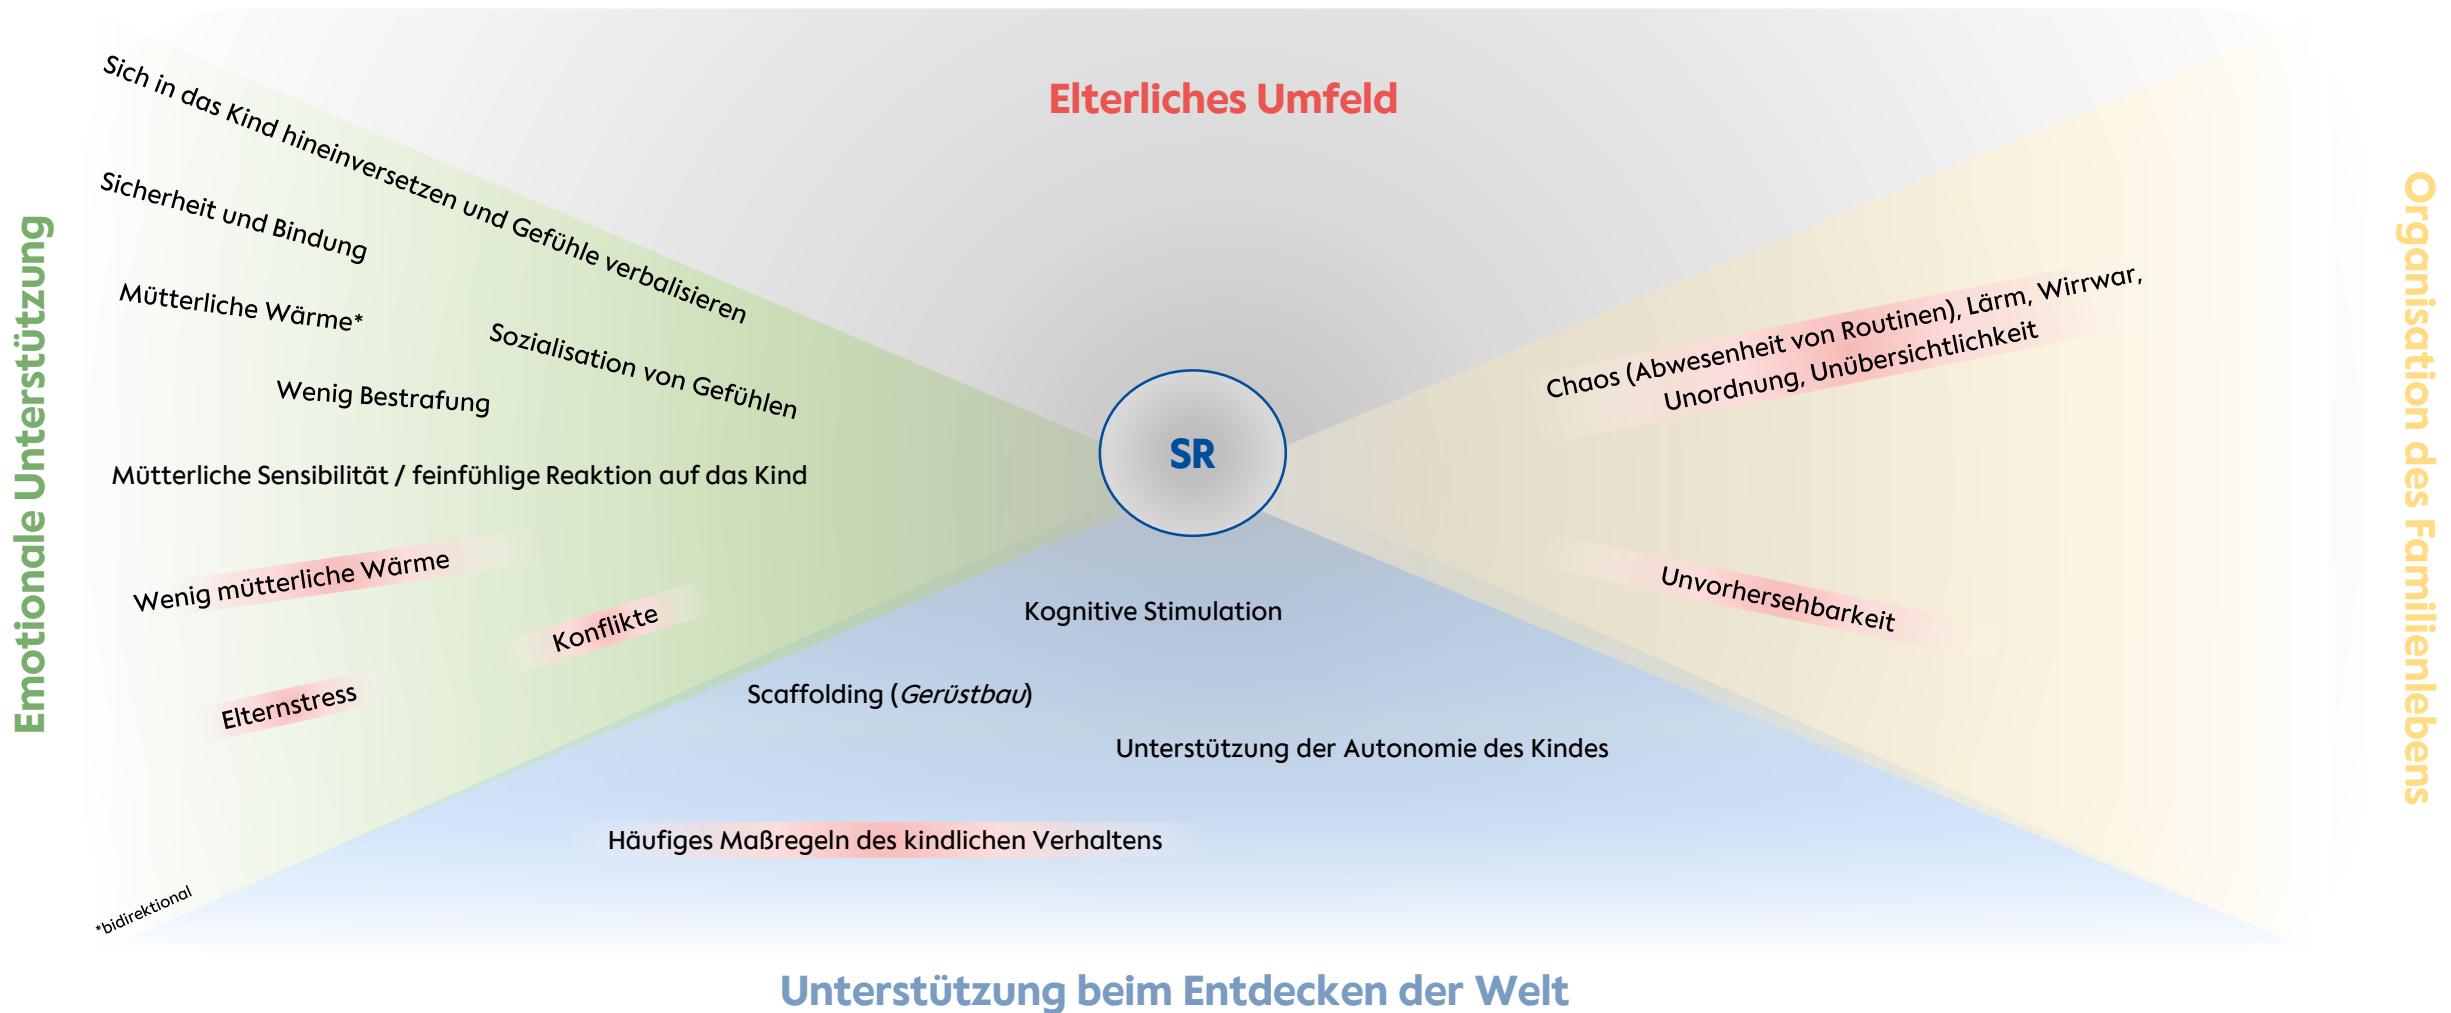 Elterliches Umfeld
Emotionale Unterstützung
Sich in das Kind hineinversetzen und Gefühle verbalisieren
Sicherheit und Bindung
Mütterliche Wärme*
Sozialisation von Gefühlen
Wenig Bestrafung
Mütterliche Sensibilität / feinfühlige Reaktion auf das Kind
Wenig mütterliche Wärme
Konflikte
Elternstress
*bidirektional
SR
Kognitive Stimulation
Scaffolding (Gerüstbau)
Unterstützung der Autonomie des Kindes
Häufiges Maßregeln des kindlichen Verhaltens
Unterstützung beim Entdecken der Welt
Chaos (Abwesenheit von Routinen), Lärm, Wirrwar,
Unordnung, Unübersichtlichkeit
Unvorhersehbarkeit
Organisation des Familienlebens